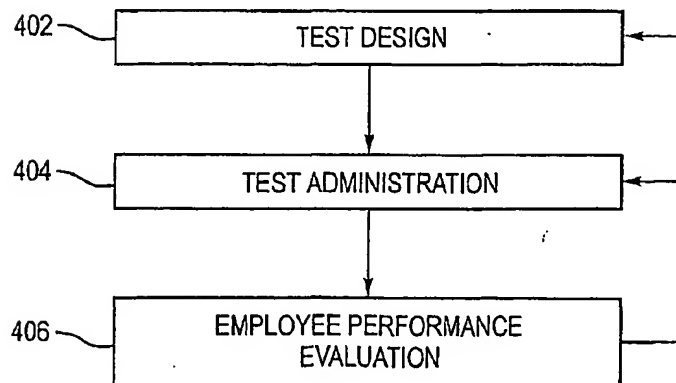 402
TEST DESIGN
404
TEST ADMINISTRATION
406
EMPLOYEE PERFORMANCE
EVALUATION